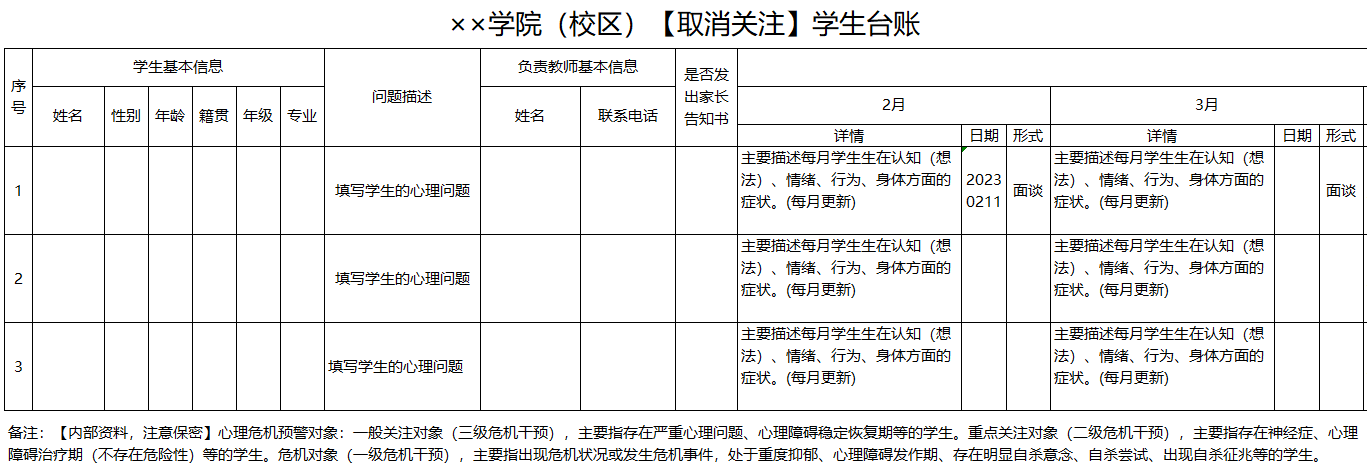 ××学院（校区）【取消关注】学生台账
序号
学生基本信息
问题描述
负责教师基本信息
是否发出家长告知书
姓名
性别
年龄
籍贯
年级
专业
姓名
联系电话
2月
3月
详情
日期
形式
详情
日期
形式
1
填写学生的心理问题
主要描述每月学生生在认知（想
法）、情绪、行为、身体方面的
症状。(每月更新)
2023
0211
面谈
主要描述每月学生生在认知（想
法）、情绪、行为、身体方面的
症状。(每月更新)
面谈
2
填写学生的心理问题
主要描述每月学生生在认知（想
法）、情绪、行为、身体方面的
症状。(每月更新)
主要描述每月学生生在认知（想
法）、情绪、行为、身体方面的
症状。(每月更新)
3
填写学生的心理问题
主要描述每月学生生在认知（想
法）、情绪、行为、身体方面的
症状。(每月更新)
主要描述每月学生生在认知（想
法）、情绪、行为、身体方面的
症状。(每月更新)
备注：【内部资料，注意保密】心理危机预警对象：一般关注对象（三级危机干预），主要指存在严重心理问题、心理障碍稳定恢复期等的学生。重点关注对象（二级危机干预），主要指存在神经症、心理
障碍治疗期（不存在危险性）等的学生。危机对象（一级危机干预），主要指出现危机状况或发生危机事件，处于重度抑郁、心理障碍发作期、存在明显自杀意念、自杀尝试、出现自杀征兆等的学生。